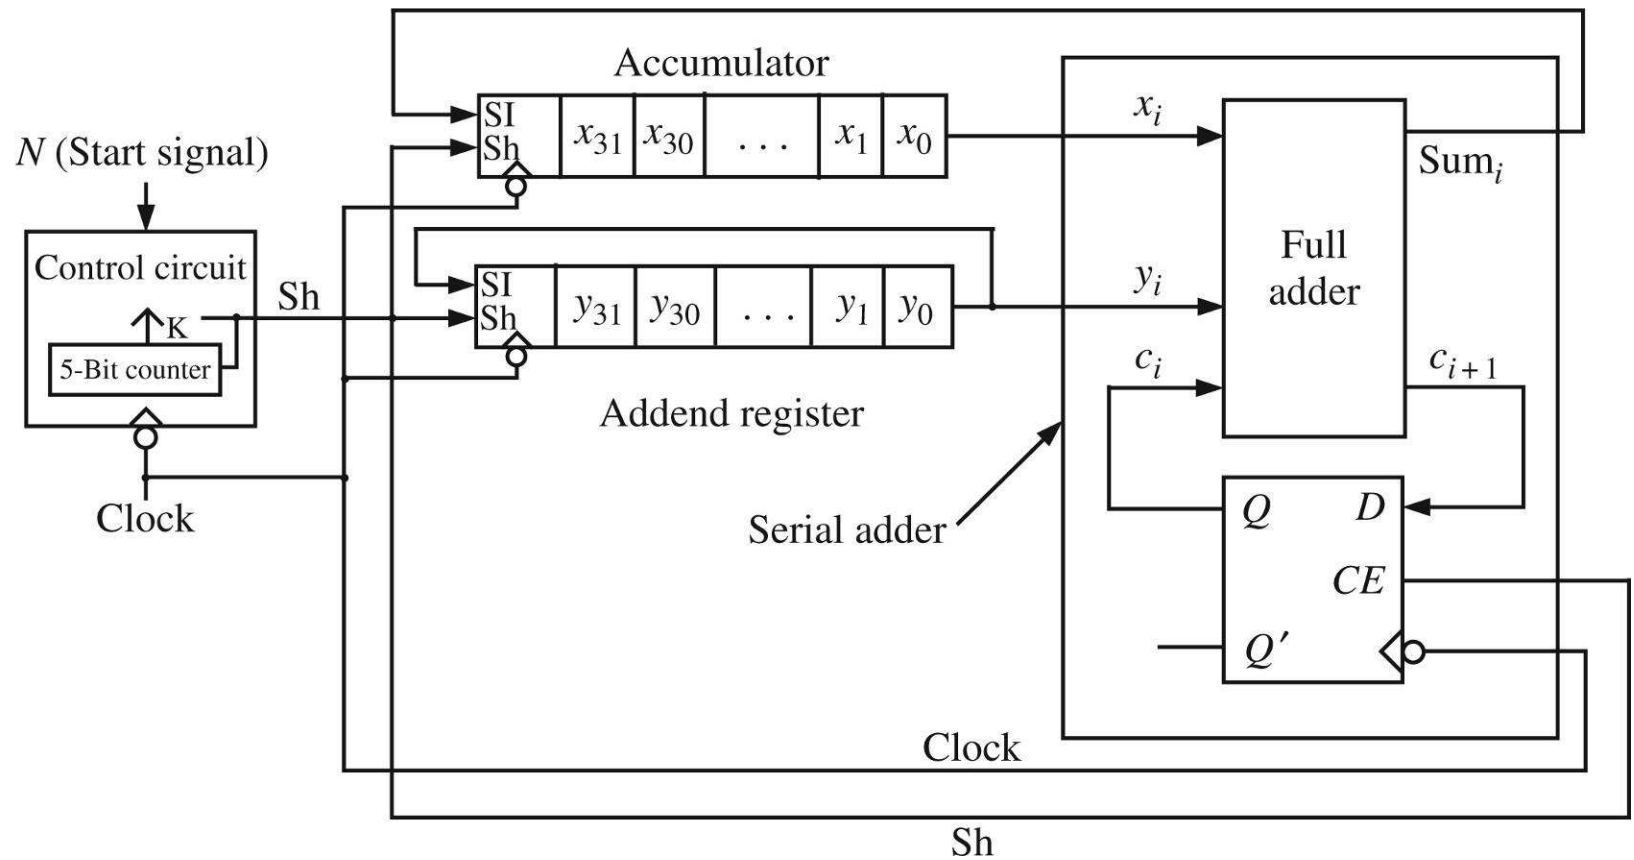 Accumulator
SI
Sh
x₃₁ x₃₀ . . . x₁ x₀
xᵢ
Sumᵢ
N (Start signal)
Control circuit
K
5-Bit counter
Sh
Clock
SI
Sh
y₃₁ y₃₀ . . . y₁ y₀
yᵢ
Full
adder
cᵢ
cᵢ₊₁
Addend register
Serial adder
Q D
CE
Q′
Clock
Sh